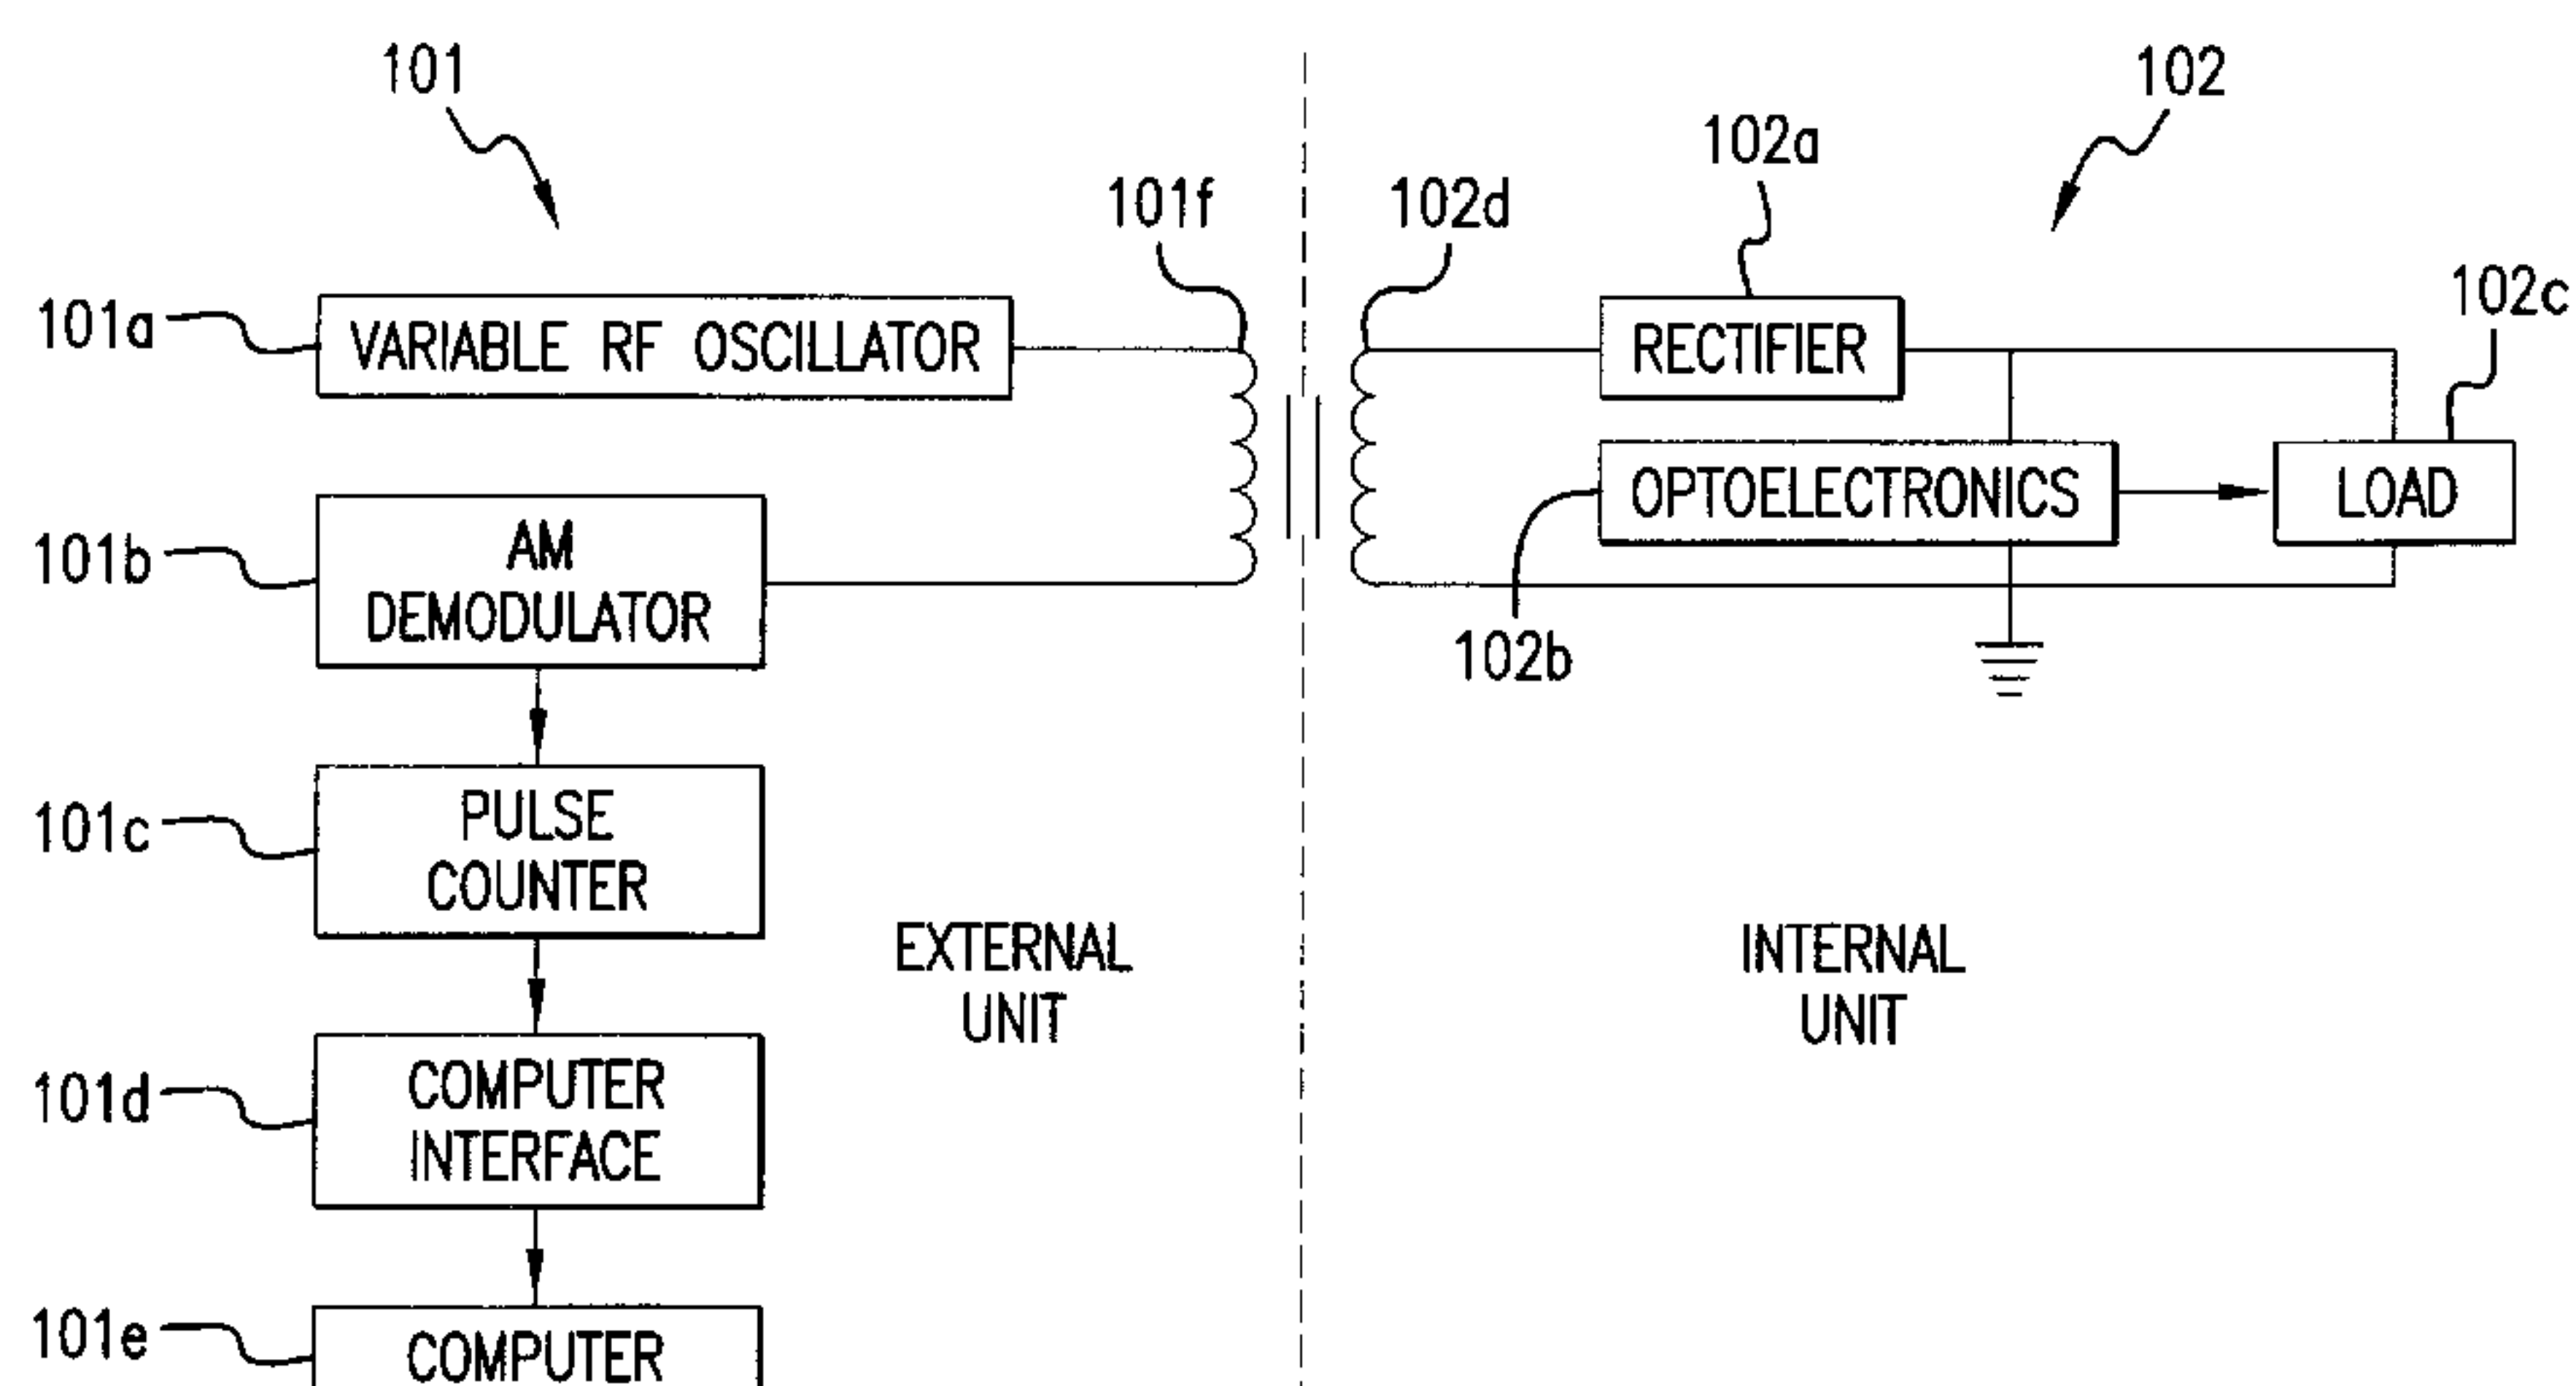 101
102
102a
101f
102d
102c
101a
VARIABLE RF OSCILLATOR
RECTIFIER
OPTOELECTRONICS
LOAD
101b
AM
DEMODULATOR
102b
101c
PULSE
COUNTER
EXTERNAL
UNIT
INTERNAL
UNIT
101d
COMPUTER
INTERFACE
101e
COMPUTER